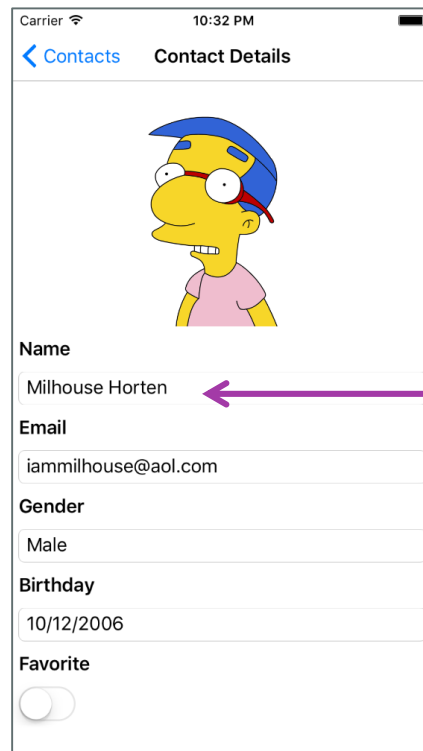 Carrier 10:32 PM
Contacts Contact Details
Name
Milhouse Horten
Email
iammilhouse@aol.com
Gender
Male
Birthday
10/12/2006
Favorite